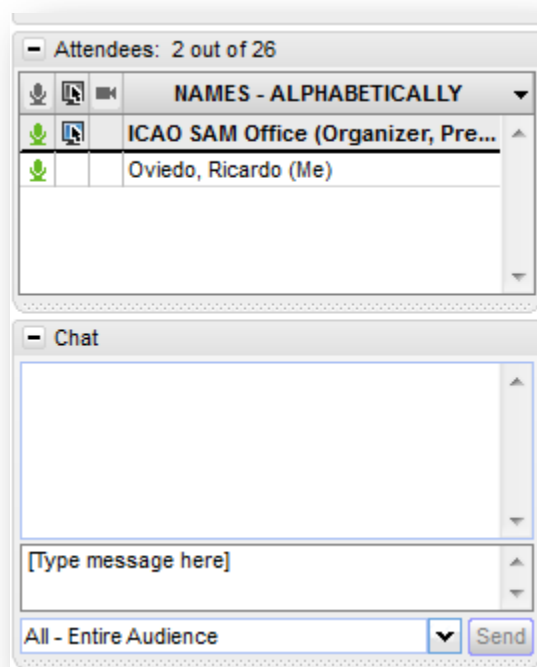 Attendees: 2 out of 26
NAMES - ALPHABETICALLY
ICAO SAM Office (Organizer, Pre...
Oviedo, Ricardo (Me)
Chat
[Type message here]
All - Entire Audience
Send